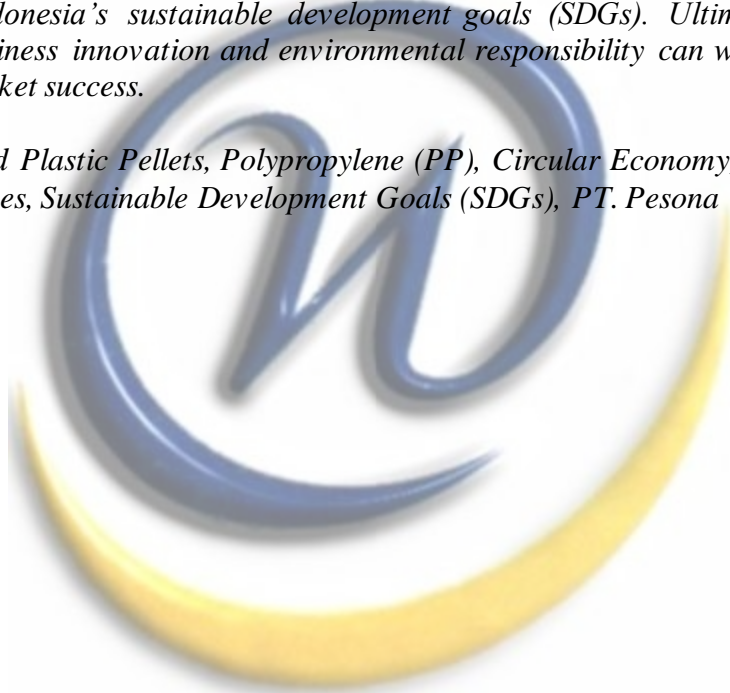 onesia's sustainable development goals (SDGs). Ultim
iness innovation and environmental responsibility can w
ket success.
d Plastic Pellets, Polypropylene (PP), Circular Economy,
es, Sustainable Development Goals (SDGs), PT. Pesona